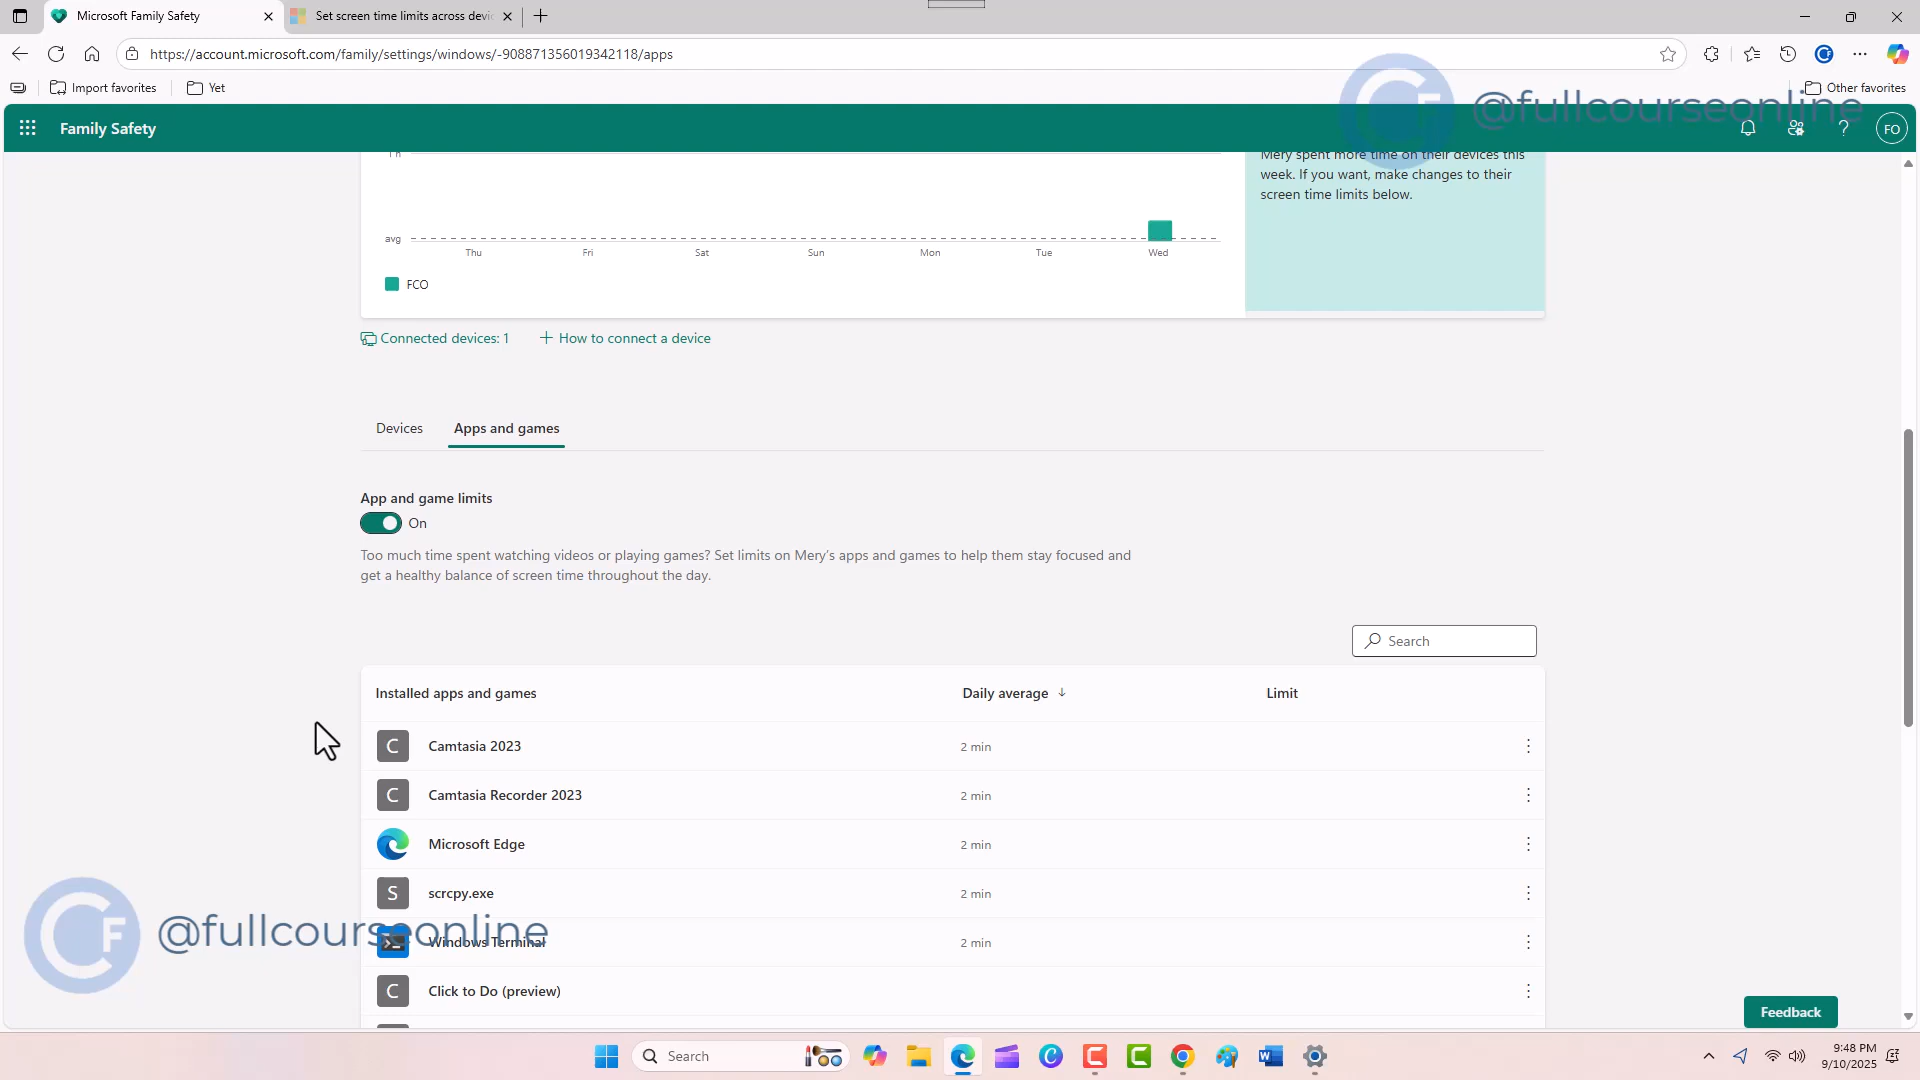 Microsoft Family Safety
Set screen time limits across devi
https://account.microsoft.com/family/settings/windows/-908871356019342118/apps
Import favorites
Yet
Other favorites
@fullcourseonline
Family Safety
FO
1 h
Mery spent more time on their devices this
week. If you want, make changes to their
screen time limits below.
avg
Thu Fri Sat Sun Mon Tue Wed
FCO
Connected devices: 1
How to connect a device
Devices
Apps and games
App and game limits
On
Too much time spent watching videos or playing games? Set limits on Mery's apps and games to help them stay focused and
get a healthy balance of screen time throughout the day.
Search
Installed apps and games Daily average ↓ Limit
C Camtasia 2023 2 min
C Camtasia Recorder 2023 2 min
Microsoft Edge 2 min
S scrcpy.exe 2 min
CF @fullcourseonline
Windows Terminal 2 min
C Click to Do (preview)
Feedback
Search
9:48 PM
9/10/2025